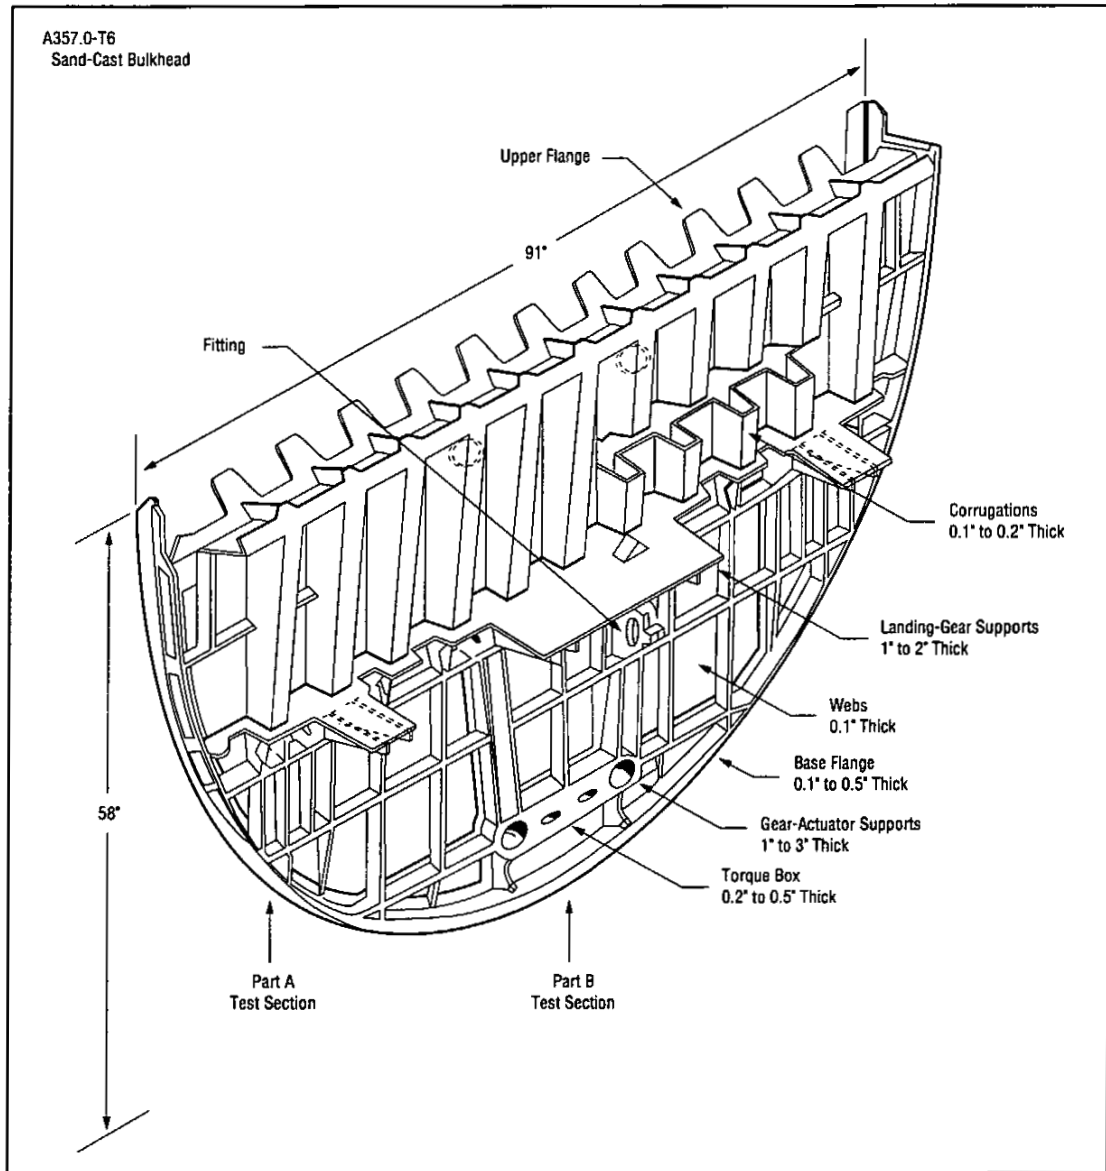 A357.0-T6
Sand-Cast Bulkhead
Upper Flange
91"
Fitting
Corrugations
0.1" to 0.2" Thick
Landing-Gear Supports
1" to 2" Thick
Webs
0.1" Thick
Base Flange
0.1" to 0.5" Thick
58"
Gear-Actuator Supports
1" to 3" Thick
Torque Box
0.2" to 0.5" Thick
Part A
Test Section
Part B
Test Section